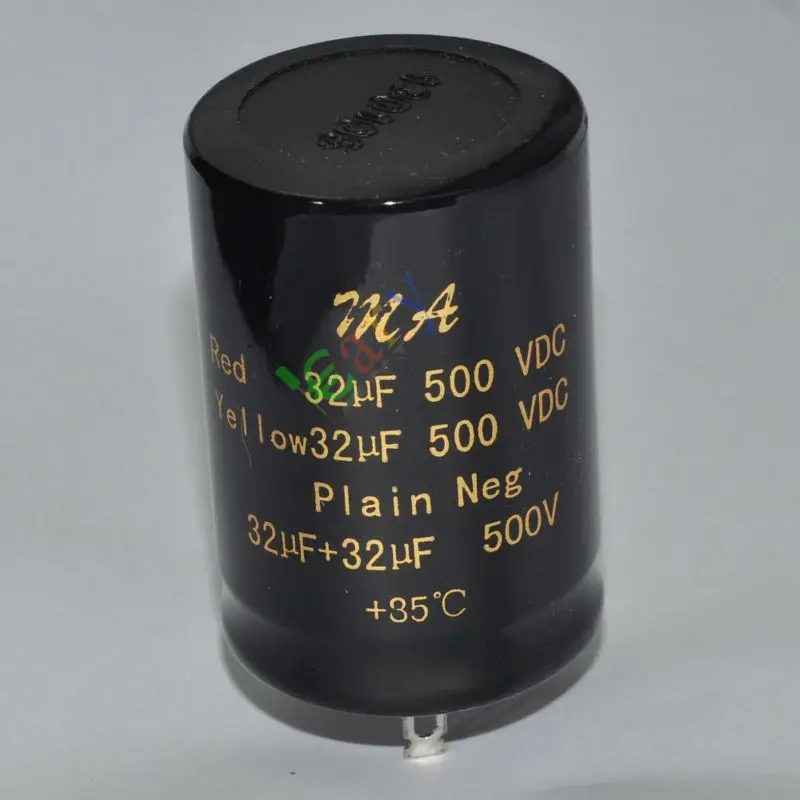 MA
Red 32µF 500 VDC
Yellow32µF 500 VDC
Plain Neg
32µF+32µF 500V
+85℃